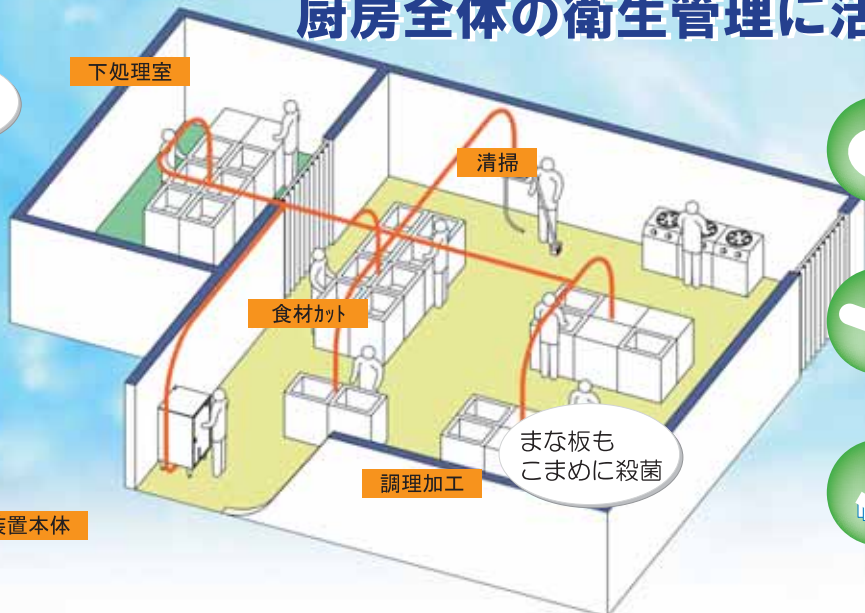 厨房全体の衛生管理に活
下処理室
清掃
食材ｶｯﾄ
まな板も
こまめに殺菌
調理加工
装置本体